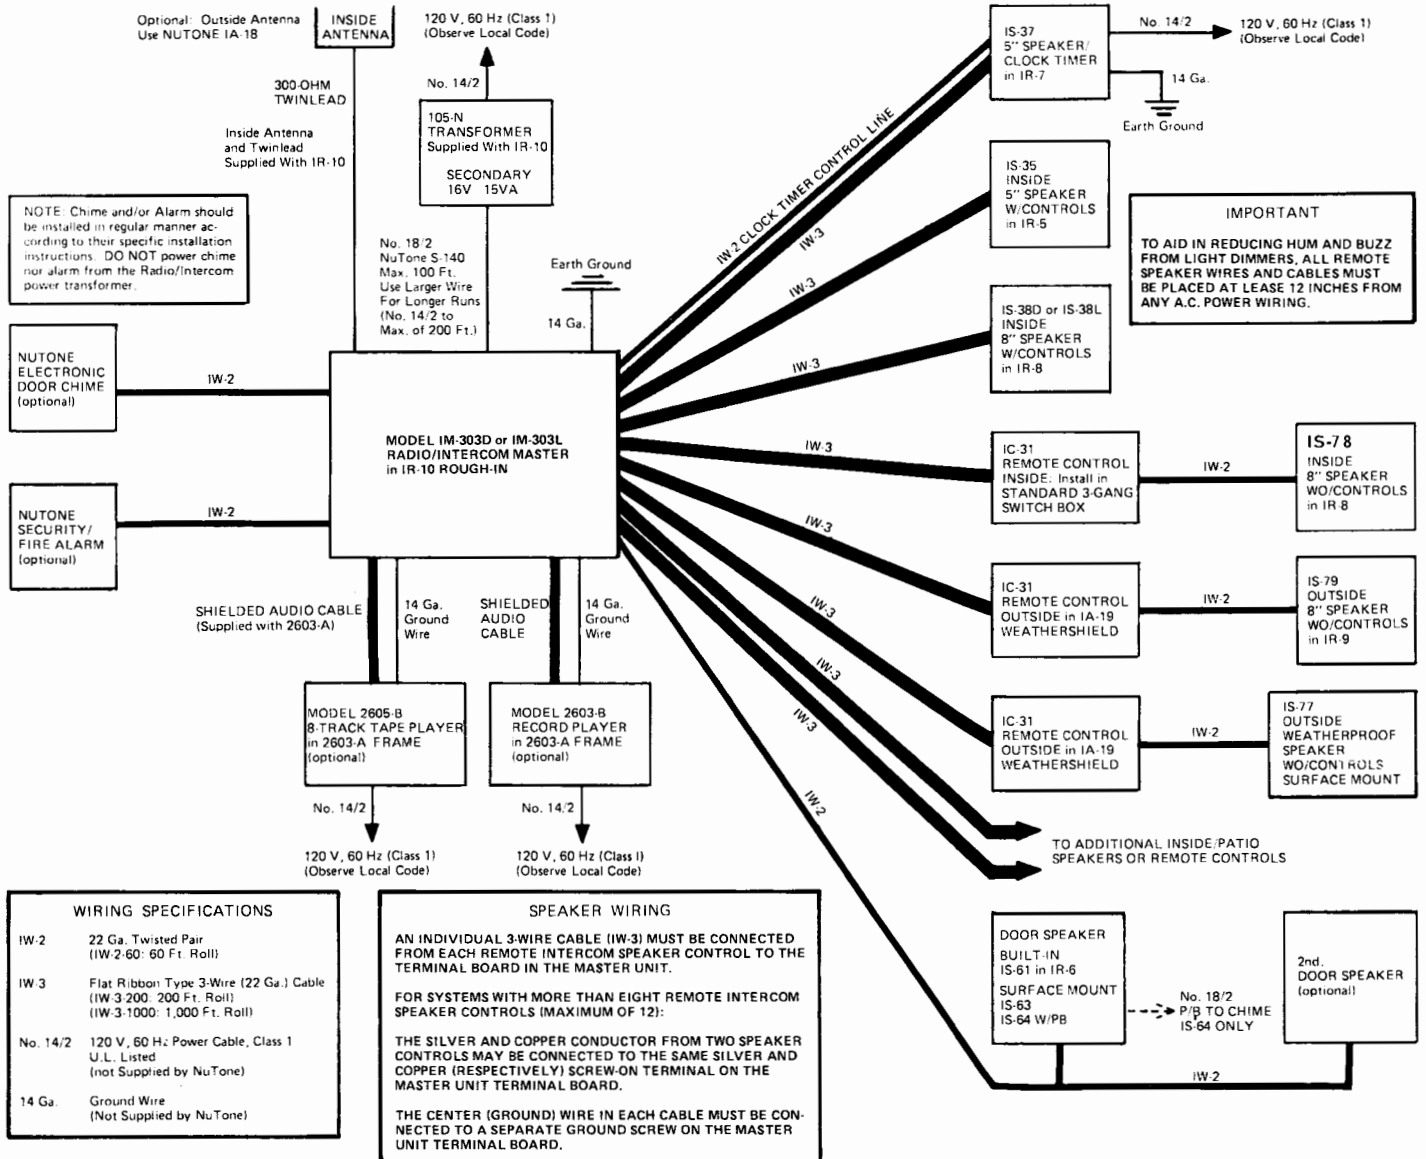 Optional: Outside Antenna
Use NUTONE IA-18
INSIDE
ANTENNA
120 V, 60 Hz (Class 1)
(Observe Local Code)
300-OHM
TWINLEAD
Inside Antenna
and Twinlead
Supplied With IR-10
No. 14/2
105-N
TRANSFORMER
Supplied With IR-10
SECONDARY
16V 15VA
No. 18/2
NuTone S-140
Max. 100 Ft.
Use Larger Wire
For Longer Runs
(No. 14/2 to
Max. of 200 Ft.)
Earth Ground
14 Ga.
NOTE: Chime and/or Alarm should
be installed in regular manner ac-
cording to their specific installation
instructions. DO NOT power chime
nor alarm from the Radio/Intercom
power transformer.
NUTONE
ELECTRONIC
DOOR CHIME
(optional)
IW-2
NUTONE
SECURITY/
FIRE ALARM
(optional)
IW-2
MODEL IM-303D or IM-303L
RADIO/INTERCOM MASTER
in IR-10 ROUGH-IN
SHIELDED AUDIO CABLE
(Supplied with 2603-A)
14 Ga.
Ground
Wire
SHIELDED
AUDIO
CABLE
14 Ga.
Ground
Wire
MODEL 2605-B
8-TRACK TAPE PLAYER
in 2603-A FRAME
(optional)
MODEL 2603-B
RECORD PLAYER
in 2603-A FRAME
(optional)
No. 14/2
120 V, 60 Hz (Class 1)
(Observe Local Code)
No. 14/2
120 V, 60 Hz (Class I)
(Observe Local Code)
IW-2 CLOCK TIMER CONTROL LINE
IW-3
IW-3
IW-3
IW-3
IW-3
IW-3
IW-3
IW-3
IW-2
IS-37
5" SPEAKER/
CLOCK TIMER
in IR-7
No. 14/2
120 V, 60 Hz (Class 1)
(Observe Local Code)
14 Ga.
Earth Ground
IS-35
INSIDE
5" SPEAKER
W/CONTROLS
in IR-5
IMPORTANT
TO AID IN REDUCING HUM AND BUZZ
FROM LIGHT DIMMERS, ALL REMOTE
SPEAKER WIRES AND CABLES MUST
BE PLACED AT LEASE 12 INCHES FROM
ANY A.C. POWER WIRING.
IS-38D or IS-38L
INSIDE
8" SPEAKER
W/CONTROLS
in IR-8
IC-31
REMOTE CONTROL
INSIDE. Install in
STANDARD 3-GANG
SWITCH BOX
IW-2
IS-78
INSIDE
8" SPEAKER
WO/CONTROLS
in IR-8
IC-31
REMOTE CONTROL
OUTSIDE in IA-19
WEATHERSHIELD
IW-2
IS-79
OUTSIDE
8" SPEAKER
WO/CONTROLS
in IR-9
IC-31
REMOTE CONTROL
OUTSIDE in IA-19
WEATHERSHIELD
IW-2
IS-77
OUTSIDE
WEATHERPROOF
SPEAKER
WO/CONTROLS
SURFACE MOUNT
TO ADDITIONAL INSIDE/PATIO
SPEAKERS OR REMOTE CONTROLS
DOOR SPEAKER
BUILT-IN
IS-61 in IR-6
SURFACE MOUNT
IS-63
IS-64 W/PB
No. 18/2
P/B TO CHIME
IS-64 ONLY
2nd.
DOOR SPEAKER
(optional)
IW-2
WIRING SPECIFICATIONS
IW-2 22 Ga. Twisted Pair
(IW-2-60: 60 Ft. Roll)
IW-3 Flat Ribbon Type 3-Wire (22 Ga.) Cable
(IW-3-200: 200 Ft. Roll)
(IW-3-1000: 1,000 Ft. Roll)
No. 14/2 120 V, 60 Hz Power Cable, Class 1
U.L. Listed
(not Supplied by NuTone)
14 Ga. Ground Wire
(Not Supplied by NuTone)
SPEAKER WIRING
AN INDIVIDUAL 3-WIRE CABLE (IW-3) MUST BE CONNECTED
FROM EACH REMOTE INTERCOM SPEAKER CONTROL TO THE
TERMINAL BOARD IN THE MASTER UNIT.
FOR SYSTEMS WITH MORE THAN EIGHT REMOTE INTERCOM
SPEAKER CONTROLS (MAXIMUM OF 12):
THE SILVER AND COPPER CONDUCTOR FROM TWO SPEAKER
CONTROLS MAY BE CONNECTED TO THE SAME SILVER AND
COPPER (RESPECTIVELY) SCREW-ON TERMINAL ON THE
MASTER UNIT TERMINAL BOARD.
THE CENTER (GROUND) WIRE IN EACH CABLE MUST BE CON-
NECTED TO A SEPARATE GROUND SCREW ON THE MASTER
UNIT TERMINAL BOARD.